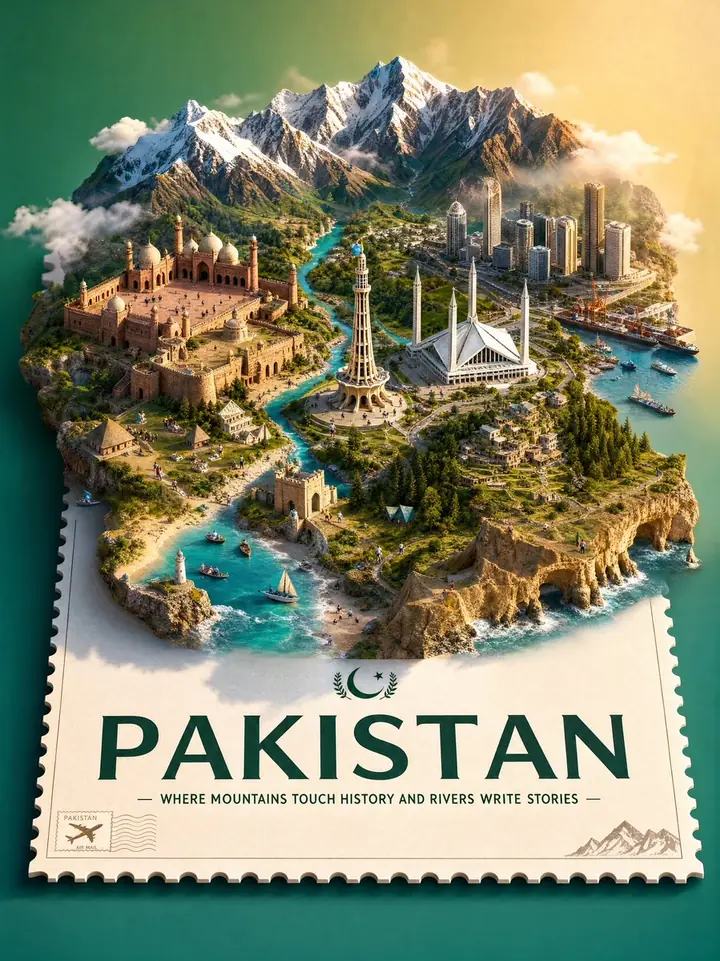 PAKISTAN
— WHERE MOUNTAINS TOUCH HISTORY AND RIVERS WRITE STORIES —
PAKISTAN
AIR MAIL